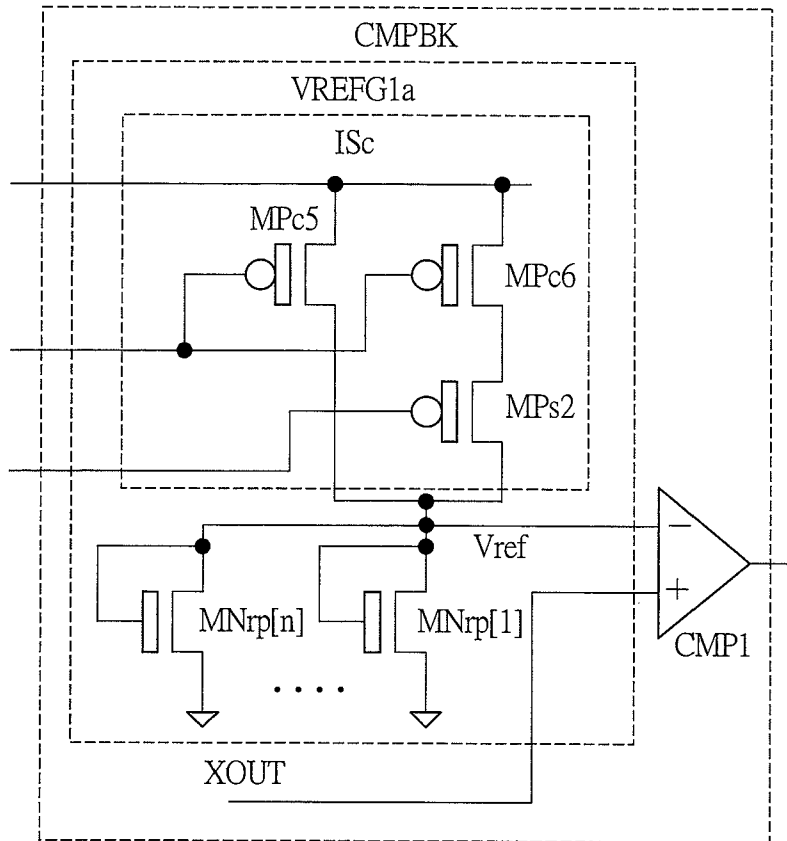 CMPBK
VREFG1a
ISc
MPc5
MPc6
MPs2
Vref
−
+
CMP1
MNrp[n]
MNrp[1]
. . . .
XOUT